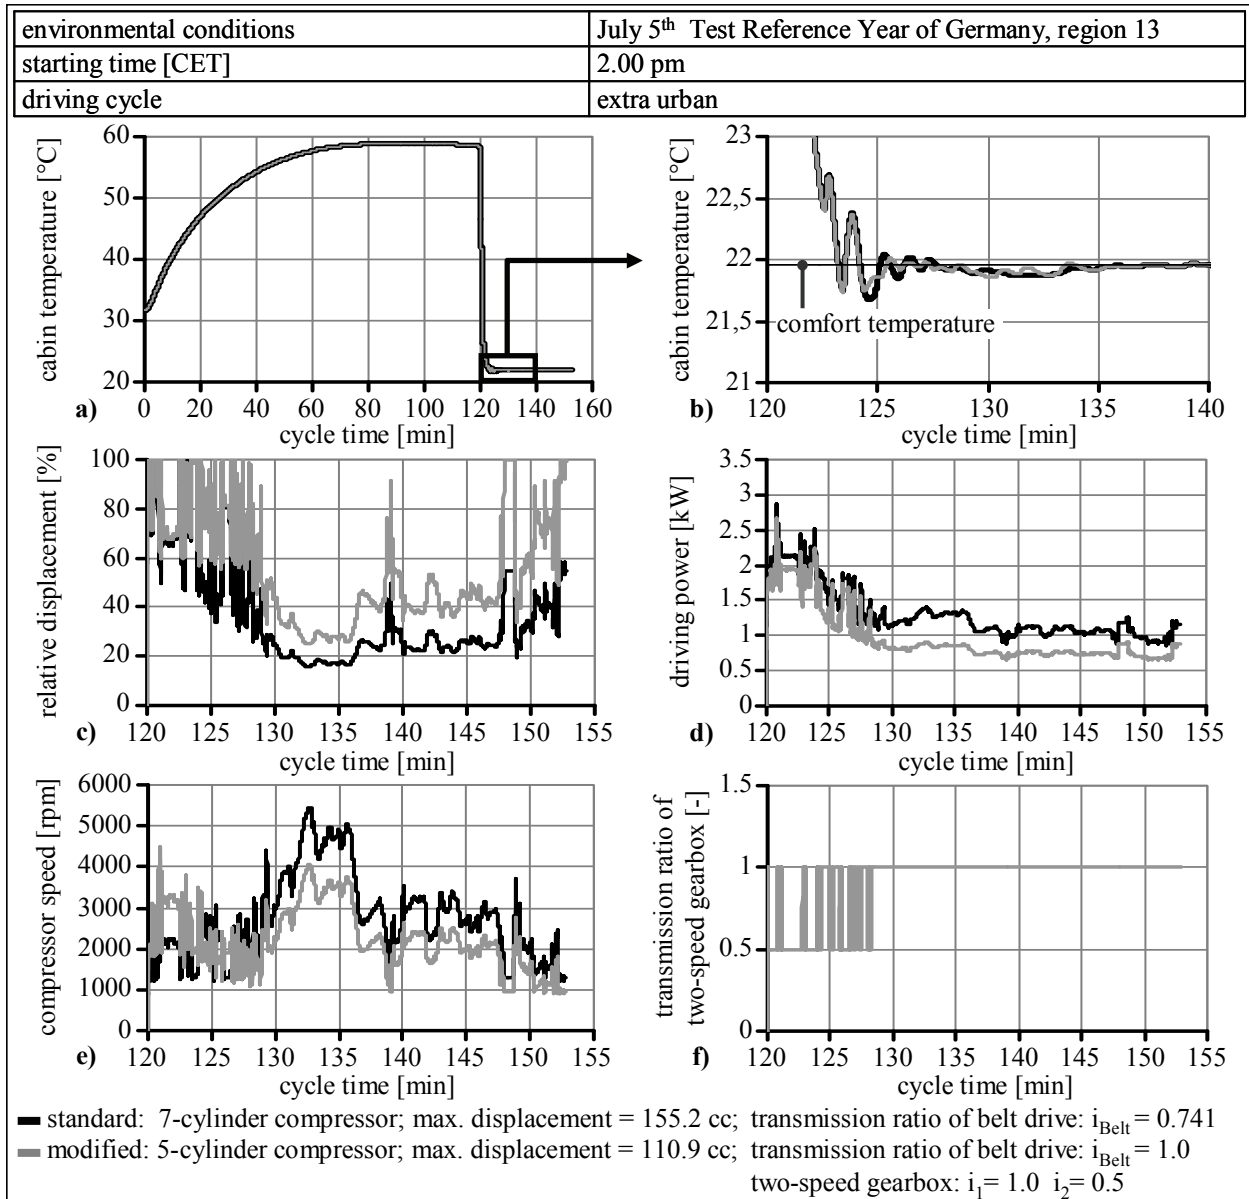 environmental conditions July 5th Test Reference Year of Germany, region 13
starting time [CET] 2.00 pm
driving cycle extra urban
cabin temperature [°C]
60
50
40
30
20
0 20 40 60 80 100 120 140 160
a) cycle time [min]
cabin temperature [°C]
23
22,5
22
21,5
21
comfort temperature
120 125 130 135 140
b) cycle time [min]
relative displacement [%]
100
80
60
40
20
0
120 125 130 135 140 145 150 155
c) cycle time [min]
driving power [kW]
3.5
3
2.5
2
1.5
1
0.5
0
120 125 130 135 140 145 150 155
d) cycle time [min]
compressor speed [rpm]
6000
5000
4000
3000
2000
1000
0
120 125 130 135 140 145 150 155
e) cycle time [min]
transmission ratio of
two-speed gearbox [-]
1.5
1
0.5
0
120 125 130 135 140 145 150 155
f) cycle time [min]
standard: 7-cylinder compressor; max. displacement = 155.2 cc; transmission ratio of belt drive: iBelt = 0.741
modified: 5-cylinder compressor; max. displacement = 110.9 cc; transmission ratio of belt drive: iBelt = 1.0
two-speed gearbox: i1= 1.0 i2= 0.5